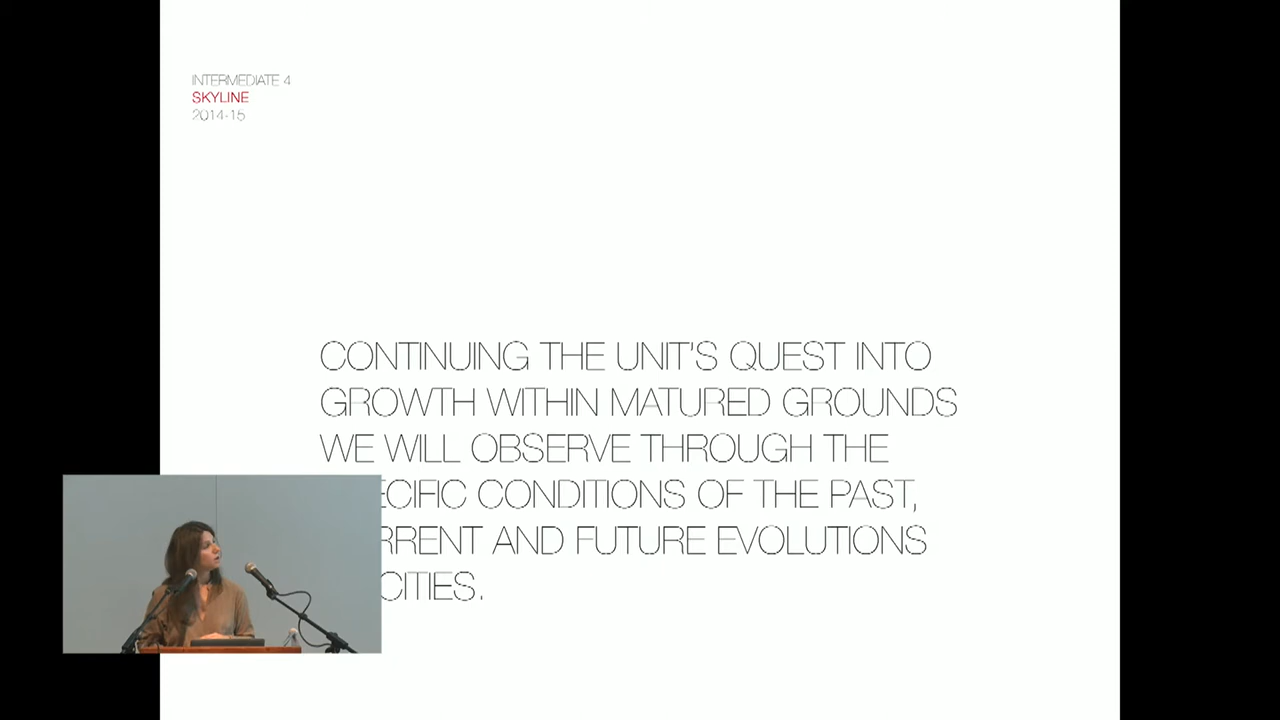 INTERMEDIATE 4
SKYLINE
2014-15
CONTINUING THE UNIT'S QUEST INTO
GROWTH WITHIN MATURED GROUNDS
WE WILL OBSERVE THROUGH THE
CONDITIONS OF THE PAST,
AND FUTURE EVOLUTIONS
CITIES.